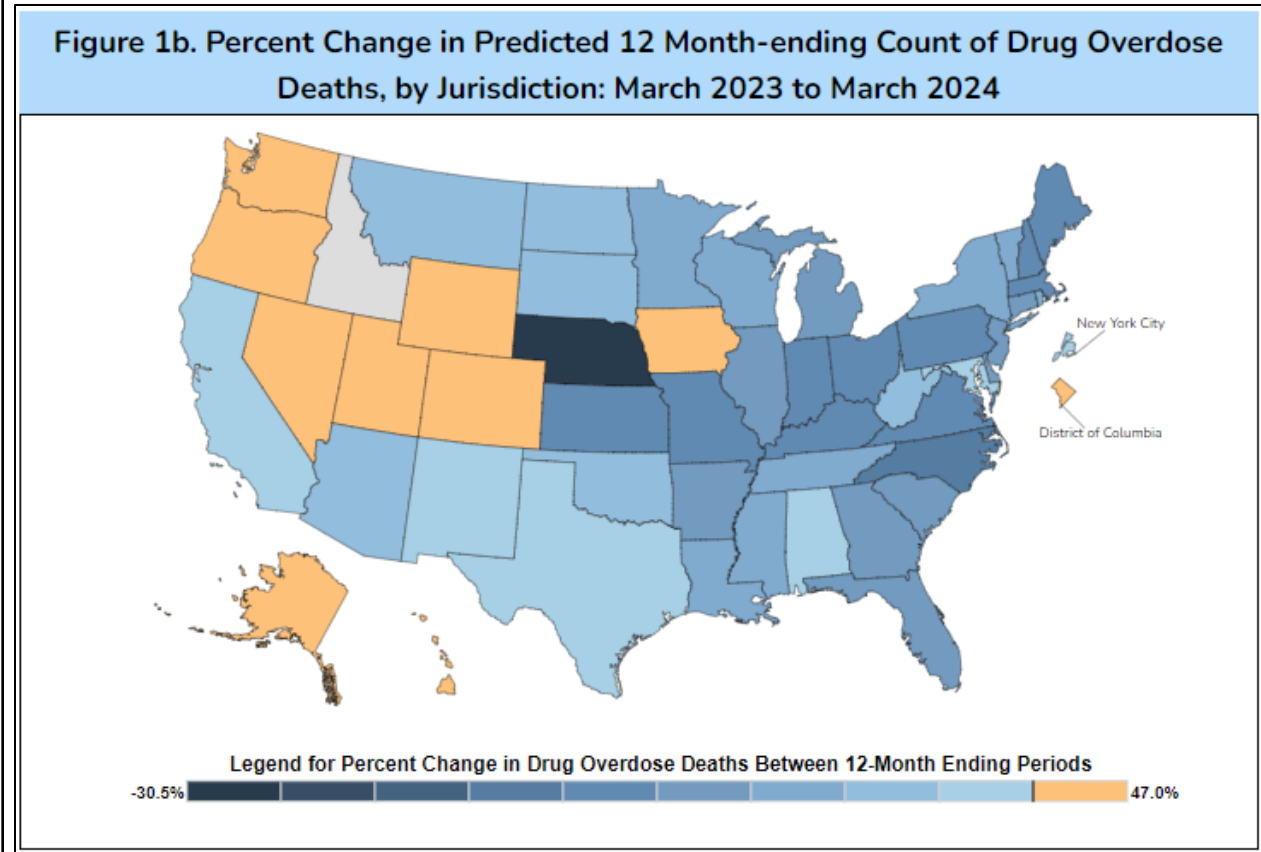 Figure 1b. Percent Change in Predicted 12 Month-ending Count of Drug Overdose
Deaths, by Jurisdiction: March 2023 to March 2024
New York City
District of Columbia
Legend for Percent Change in Drug Overdose Deaths Between 12-Month Ending Periods
-30.5% 47.0%